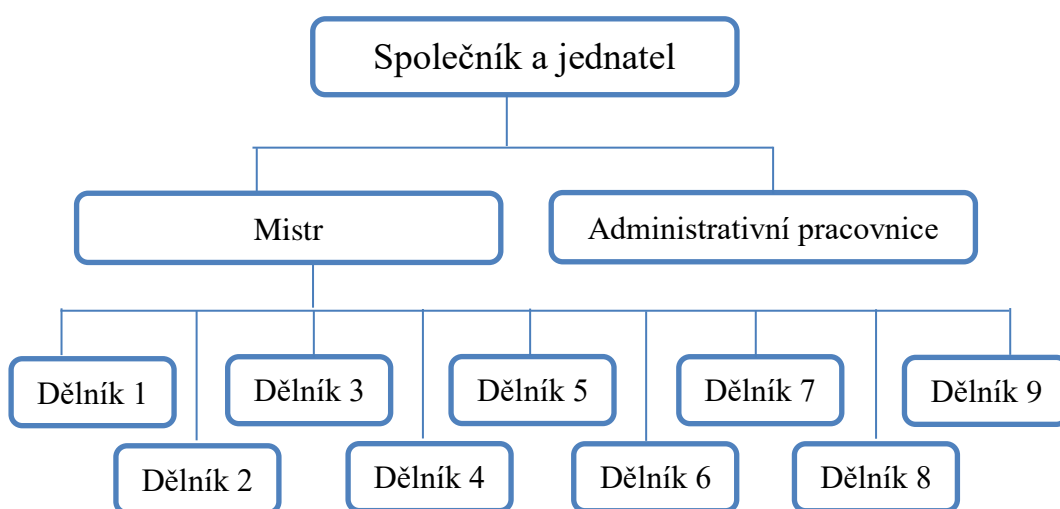 Společník a jednatel
Mistr
Administrativní pracovnice
Dělník 1
Dělník 3
Dělník 5
Dělník 7
Dělník 9
Dělník 2
Dělník 4
Dělník 6
Dělník 8